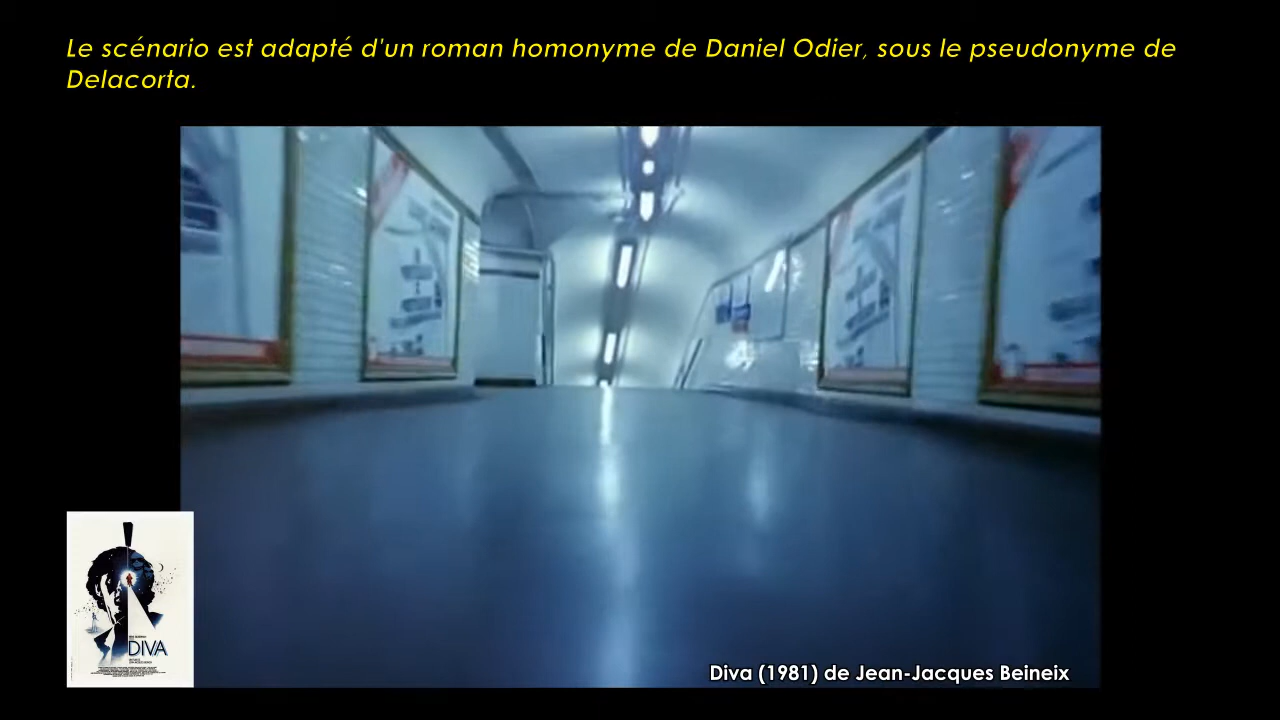 Le scénario est adapté d'un roman homonyme de Daniel Odier, sous le pseudonyme de
Delacorta.
DIVA
Diva (1981) de Jean-Jacques Beineix